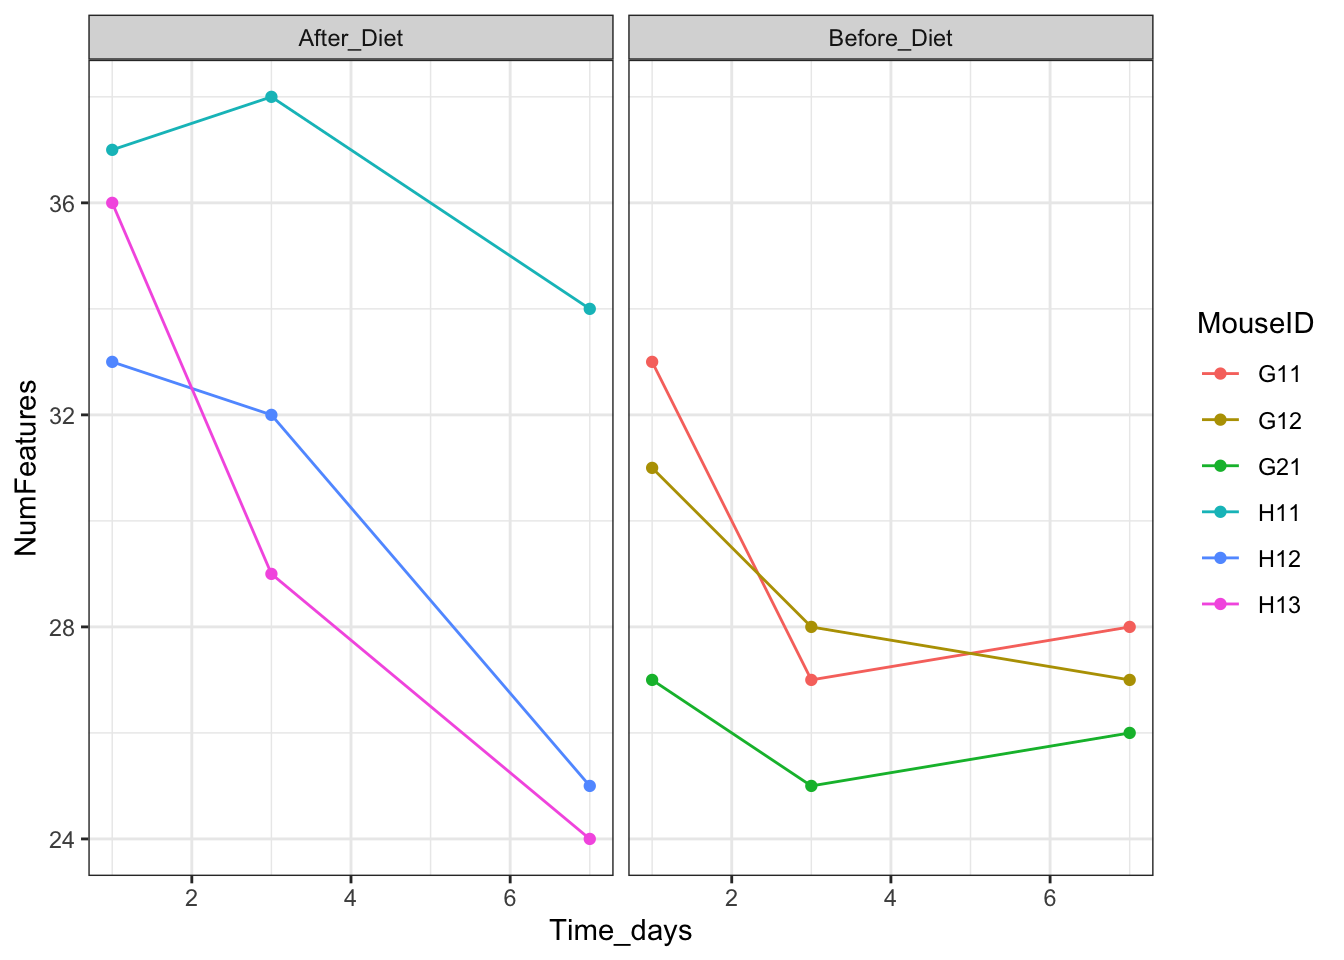 After_Diet
Before_Diet
NumFeatures
36
32
28
24
2
4
6
2
4
6
Time_days
MouseID
G11
G12
G21
H11
H12
H13